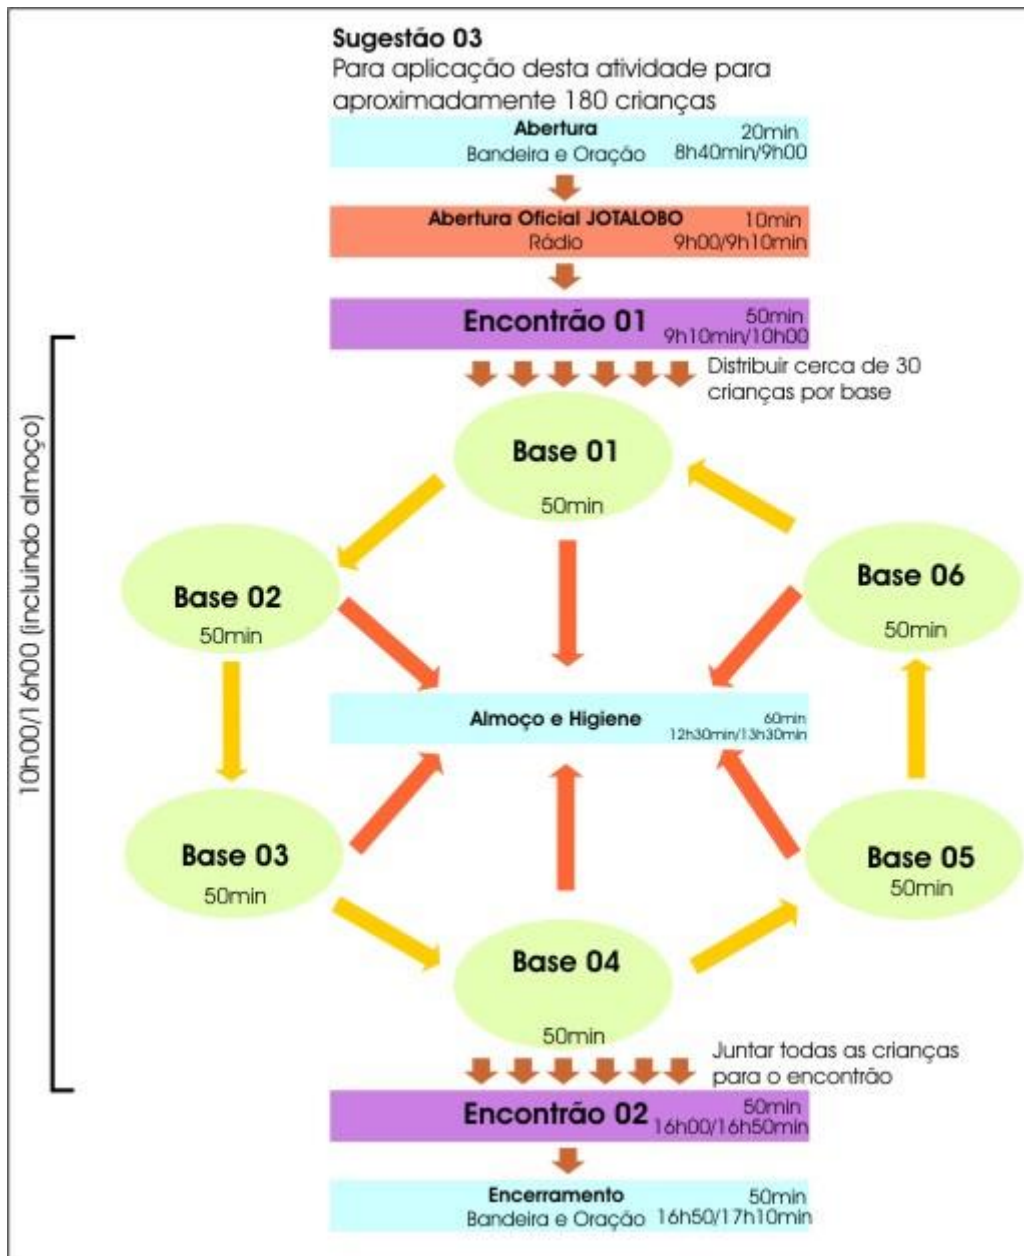 Sugestão 03
Para aplicação desta atividade para
aproximadamente 180 crianças
Abertura 20min
Bandeira e Oração 8h40min/9h00
Abertura Oficial JOTALOBO 10min
Rádio 9h00/9h10min
Encontrão 01 50min
9h10min/10h00
Distribuir cerca de 30
crianças por base
10h00/16h00 (incluindo almoço)
Base 01
50min
Base 02
50min
Base 06
50min
Almoço e Higiene 60min
12h30min/13h30min
Base 03
50min
Base 05
50min
Base 04
50min
Juntar todas as crianças
para o encontrão
Encontrão 02 50min
16h00/16h50min
Encerramento 50min
Bandeira e Oração 16h50/17h10min